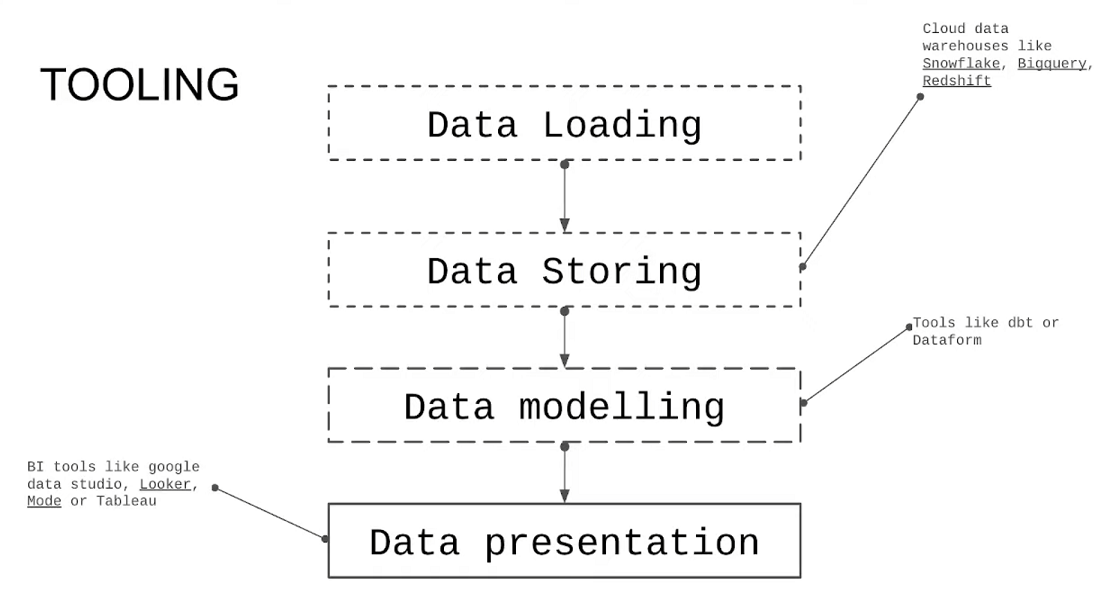 TOOLING
Cloud data
warehouses like
Snowflake, Bigquery,
Redshift
Data Loading
Data Storing
Tools like dbt or
Dataform
Data modelling
BI tools like google
data studio, Looker,
Mode or Tableau
Data presentation